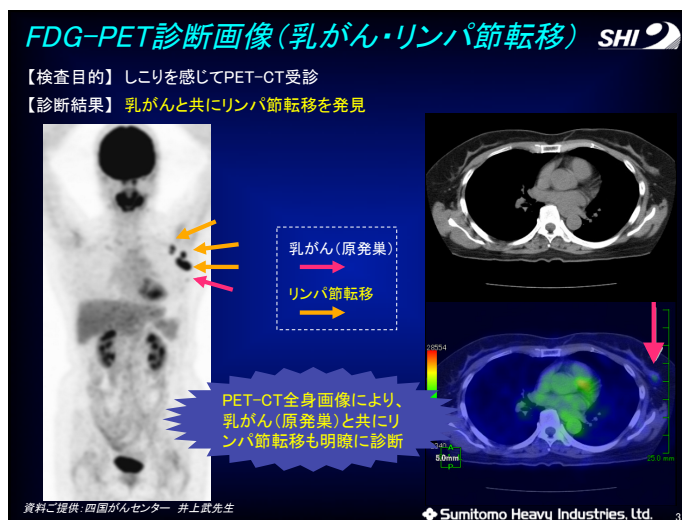 FDG-PET診断画像（乳がん・リンパ節転移）
SHI
【検査目的】 しこりを感じてPET-CT受診
【診断結果】 乳がんと共にリンパ節転移を発見
乳がん（原発巣）
リンパ節転移
28554
PET-CT全身画像により、
乳がん（原発巣）と共にリ
ンパ節転移も明瞭に診断
5.0mm
25.0mm
資料ご提供：四国がんセンター 井上武先生
Sumitomo Heavy Industries, Ltd.
3